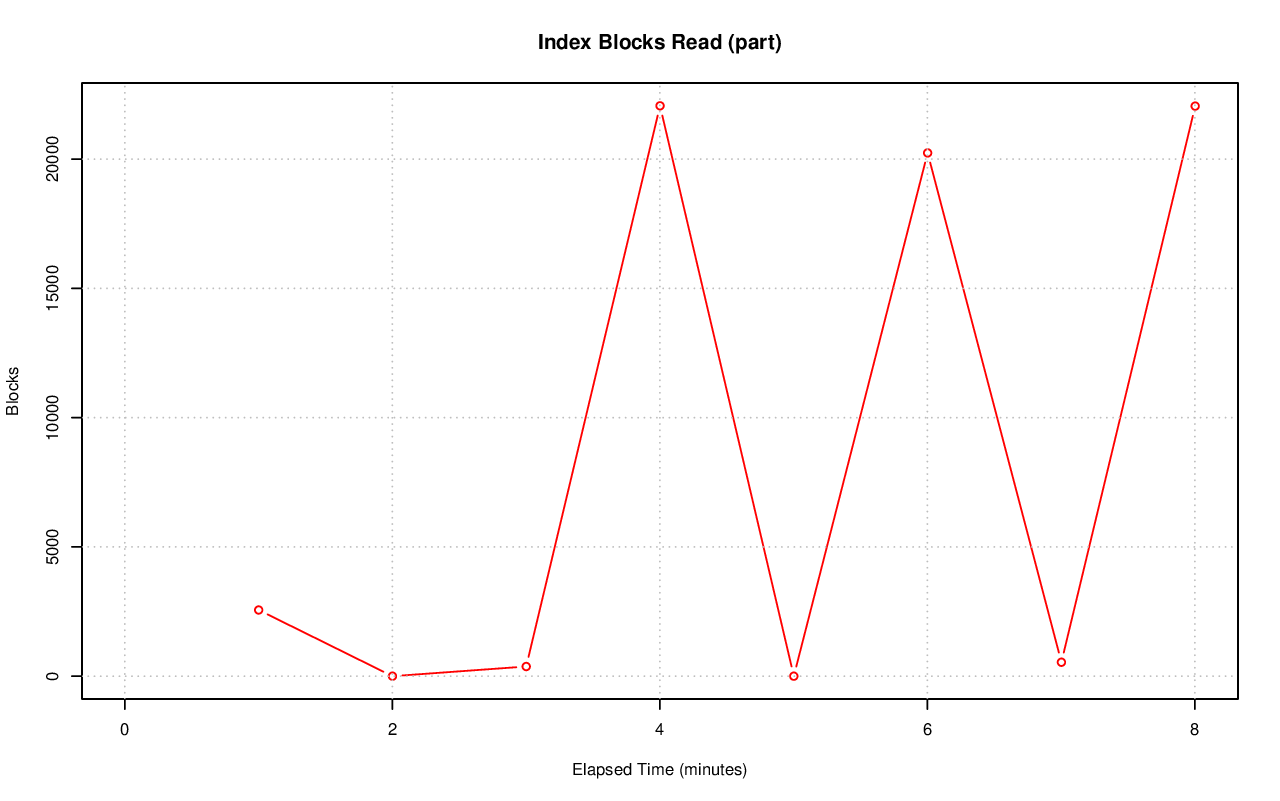 Index Blocks Read (part)
Blocks
20000
15000
10000
5000
0
0 2 4 6 8
Elapsed Time (minutes)